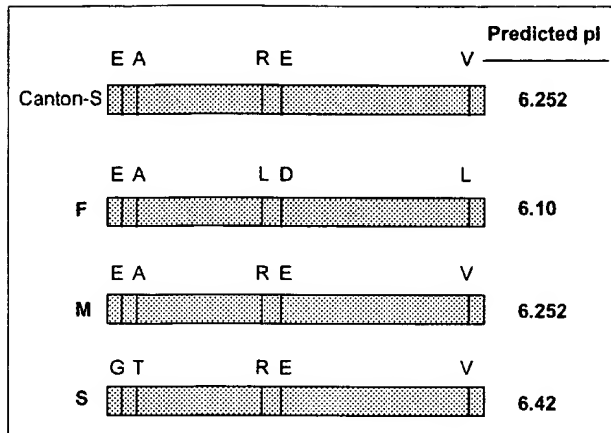 Predicted pI
E A R E V
Canton-S 6.252
E A L D L
F 6.10
E A R E V
M 6.252
G T R E V
S 6.42